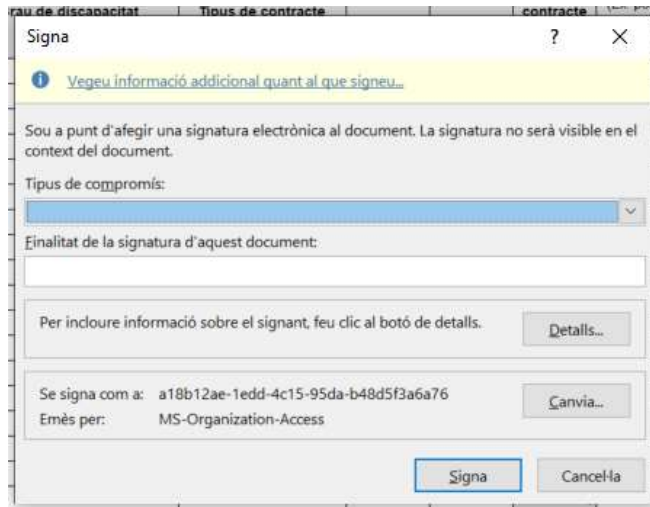 Grau de discapacitat Tipus de contracte contracte
Signa ? X
Vegeu informació addicional quant al que signeu...
Sou a punt d'afegir una signatura electrònica al document. La signatura no serà visible en el
context del document.
Tipus de compromís:
Finalitat de la signatura d'aquest document:
Per incloure informació sobre el signant, feu clic al botó de detalls.
Detalls...
Se signa com a: a18b12ae-1edd-4c15-95da-b48d5f3a6a76
Emès per: MS-Organization-Access
Canvia...
Signa Cancel·la